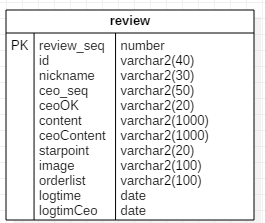 review
PK review_seq number
id varchar2(40)
nickname varchar2(30)
ceo_seq varchar2(50)
ceoOK varchar2(20)
content varchar2(1000)
ceoContent varchar2(1000)
starpoint varchar2(20)
image varchar2(100)
orderlist varchar2(100)
logtime date
logtimCeo date